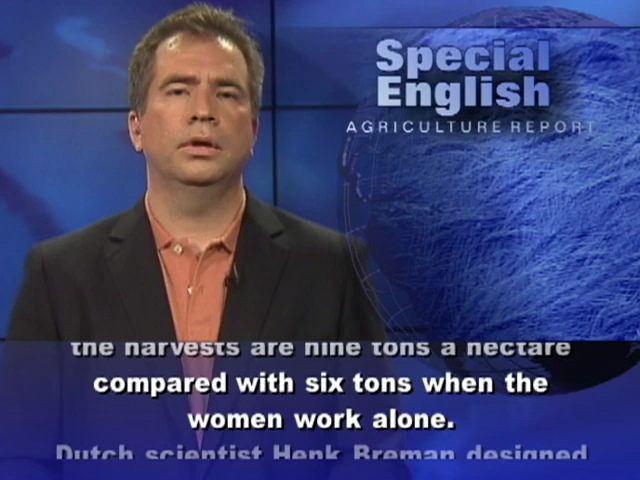 Special
English
AGRICULTURE REPORT
the harvests are nine tons a hectare
compared with six tons when the
women work alone.
Dutch scientist Henk Breman designed